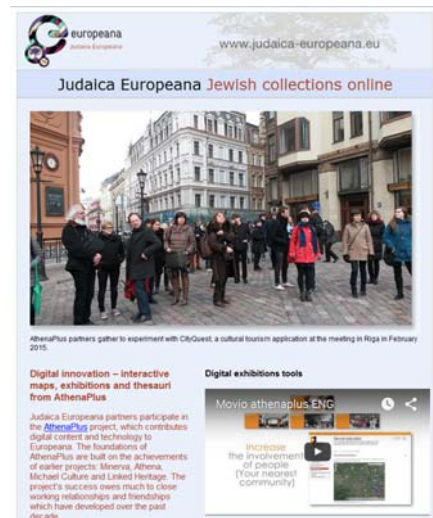 europeana
Judaica Europeana
www.judaica-europeana.eu
Judaica Europeana Jewish collections online
AthenaPlus partners gather to experiment with CityQuest, a cultural tourism application at the meeting in Riga in February
2015.
Digital innovation – interactive
maps, exhibitions and thesauri
from AthenaPlus
Judaica Europeana partners participate in
the AthenaPlus project, which contributes
digital content and technology to
Europeana. The foundations of
AthenaPlus are built on the achievements
of earlier projects: Minerva, Athena,
Michael Culture and Linked Heritage. The
project's success owes much to close
working relationships and friendships
which have developed over the past
decade
Digital exhibitions tools
Movio athenaplus ENG
Increase
the involvement
of people
(Your nearest
community)